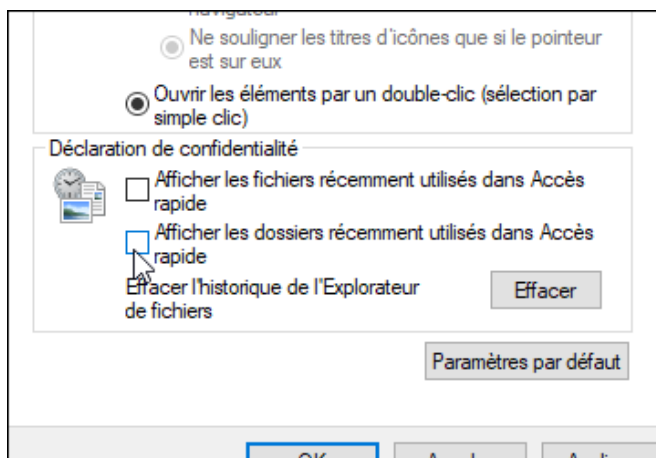 Ne souligner les titres d'icônes que si le pointeur
est sur eux
Ouvrir les éléments par un double-clic (sélection par
simple clic)
Déclaration de confidentialité
Afficher les fichiers récemment utilisés dans Accès
rapide
Afficher les dossiers récemment utilisés dans Accès
rapide
Effacer l'historique de l'Explorateur
de fichiers
Effacer
Paramètres par défaut